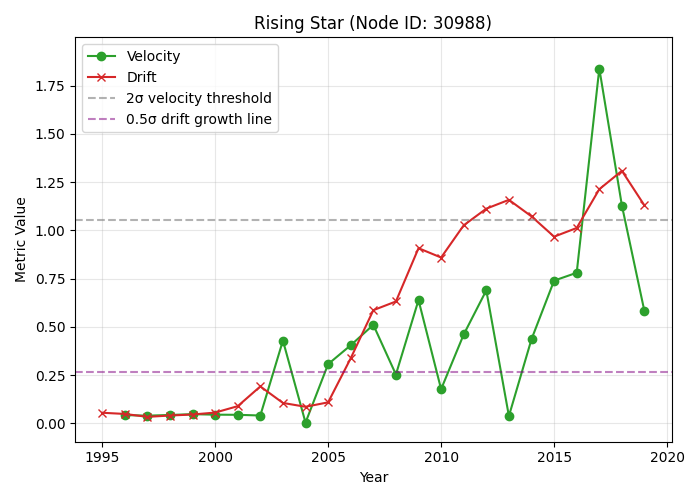 Rising Star (Node ID: 30988)
Velocity
Drift
2σ velocity threshold
0.5σ drift growth line
Metric Value
1.75
1.50
1.25
1.00
0.75
0.50
0.25
0.00
1995 2000 2005 2010 2015 2020
Year